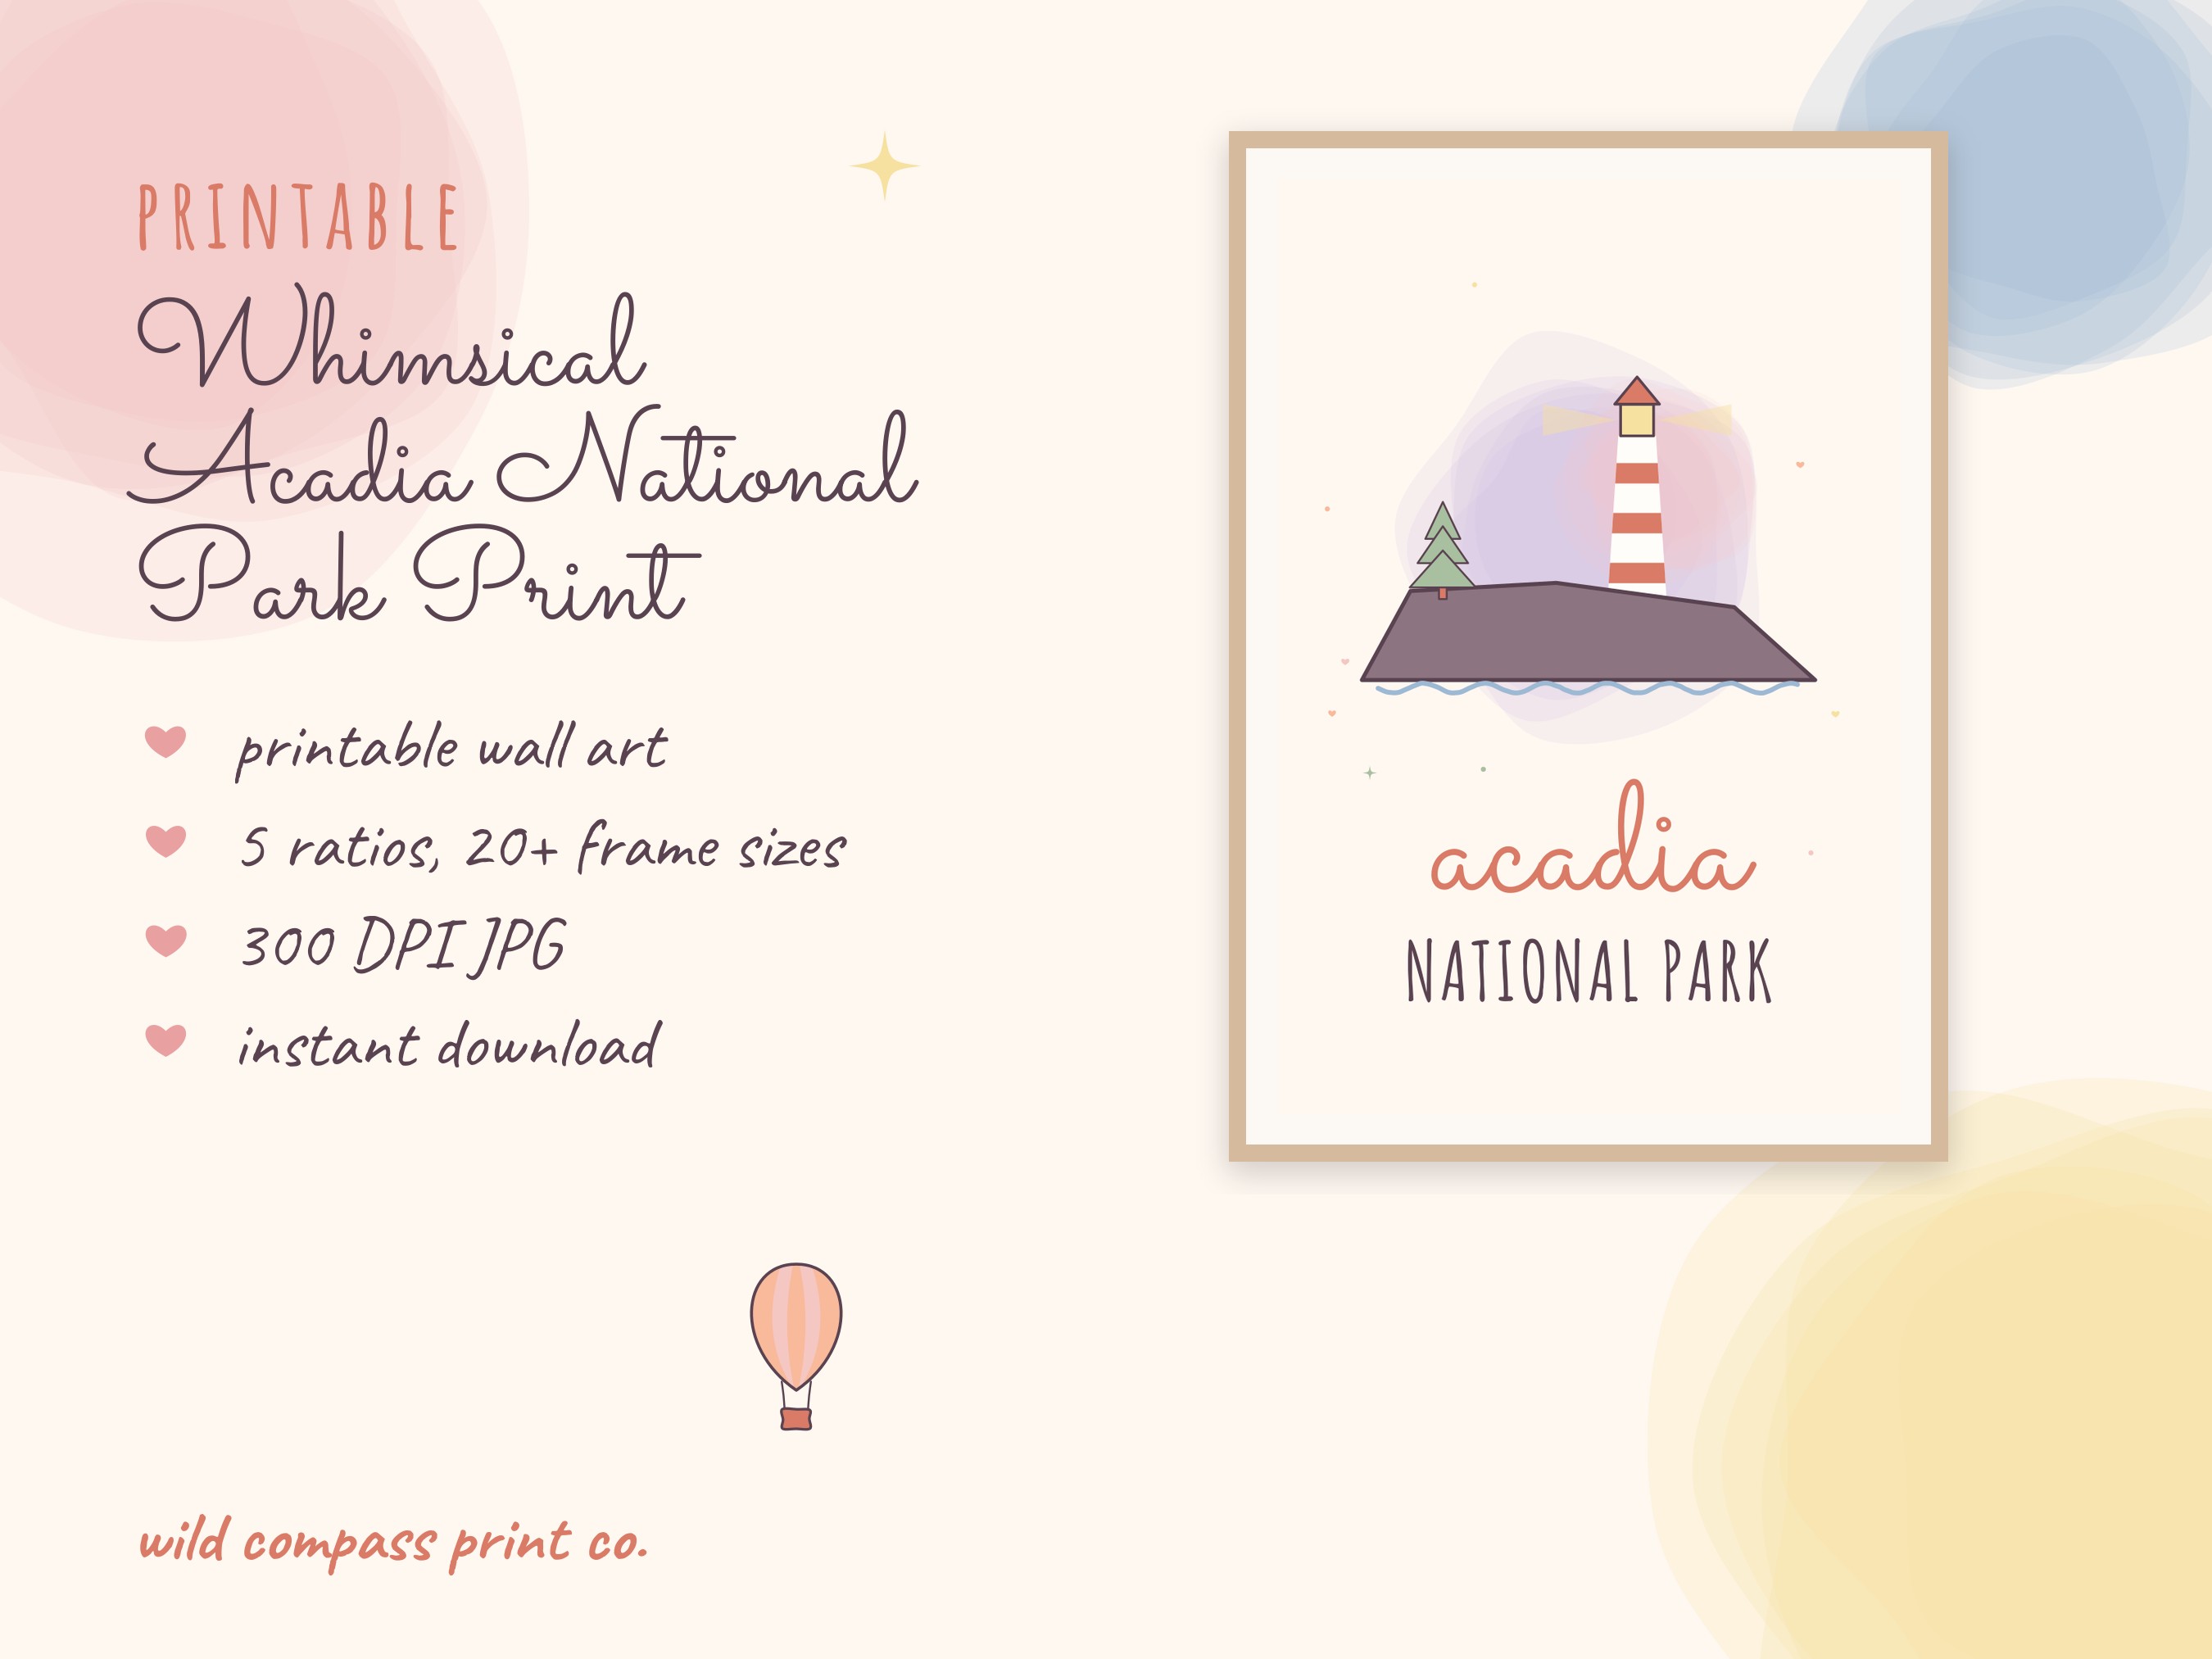 PRINTABLE
Whimsical
Acadia National
Park Print
printable wall art
5 ratios, 20+ frame sizes
300 DPI JPG
instant download
wild compass print co.
acadia
NATIONAL PARK